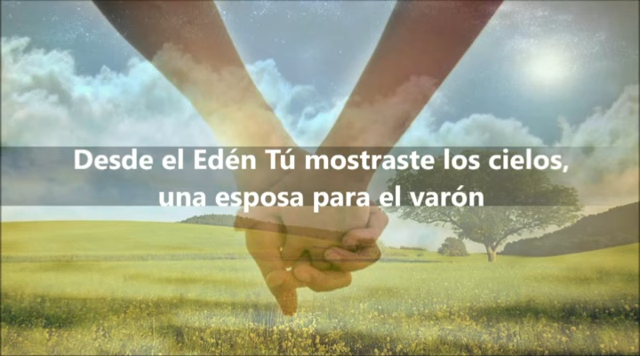 Desde el Edén Tú mostraste los cielos,
una esposa para el varón